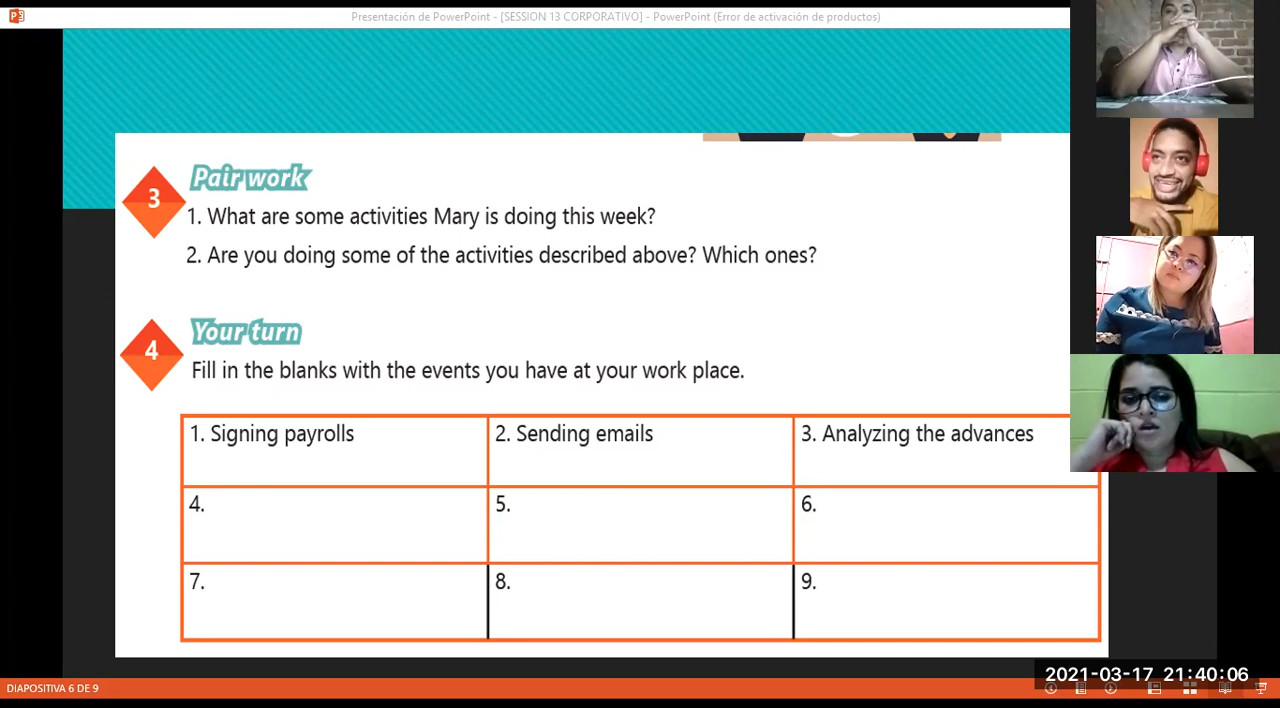 Presentación de PowerPoint - [SESSION 13 CORPORATIVO] - PowerPoint (Error de activación de productos)
3
Pair work
1. What are some activities Mary is doing this week?
2. Are you doing some of the activities described above? Which ones?
4
Your turn
Fill in the blanks with the events you have at your work place.
1. Signing payrolls
2. Sending emails
3. Analyzing the advances
4.
5.
6.
7.
8.
9.
2021-03-17 21:40:06
DIAPOSITIVA 6 DE 9